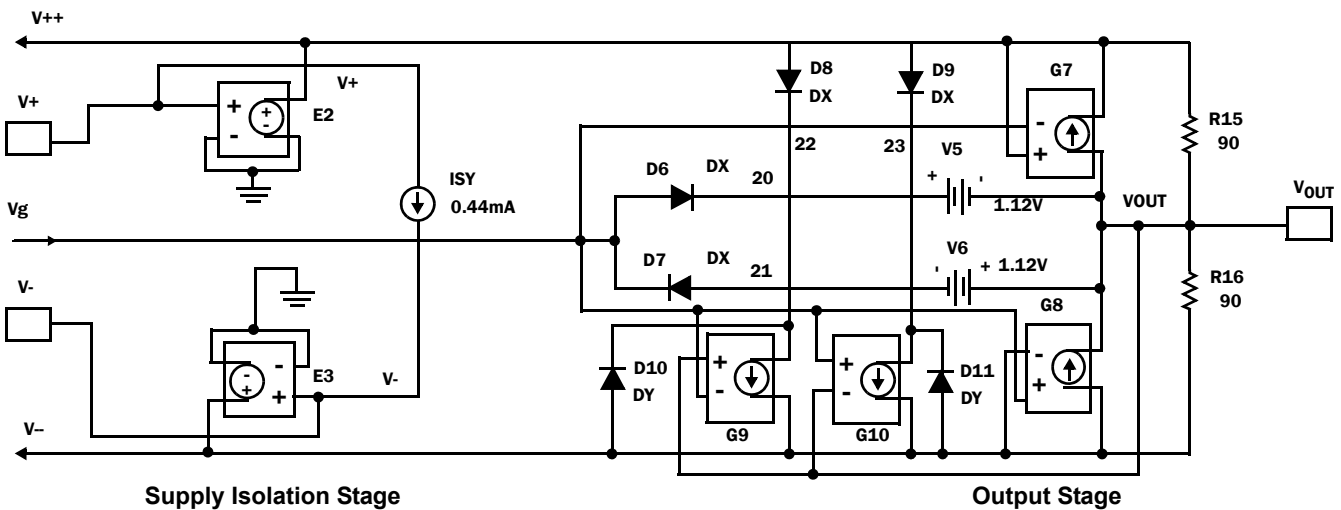 V++
V+
V+
+
-
+
-
E2
D8
DX
D9
DX
G7
-
+
R15
90
22
23
V5
D6
DX
20
+
-
1.12V
ISY
0.44mA
Vg
VOUT
VOUT
V6
D7
DX
21
-
+ 1.12V
V-
G8
R16
90
-
+
-
+
E3
V-
D10
DY
+
-
G9
+
-
G10
D11
DY
-
+
V--
Supply Isolation Stage
Output Stage